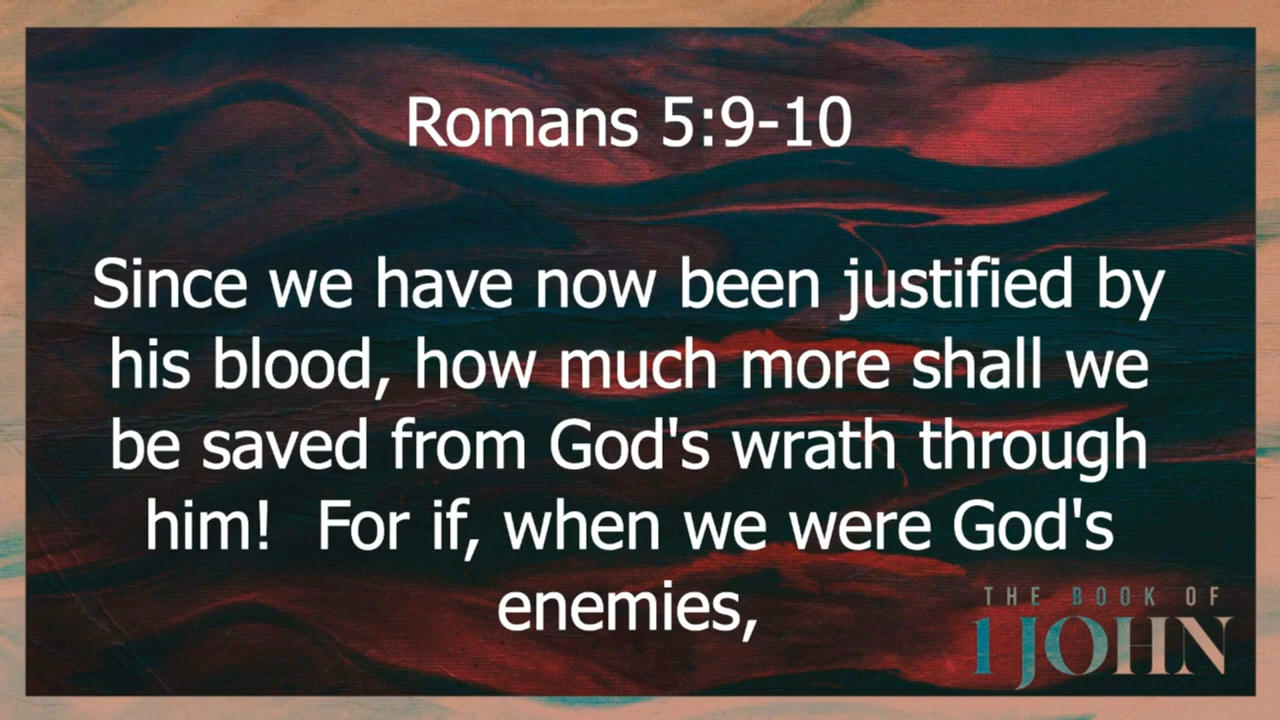 Romans 5:9-10
Since we have now been justified by
his blood, how much more shall we
be saved from God's wrath through
him!  For if, when we were God's
enemies,
THE BOOK OF
1 JOHN